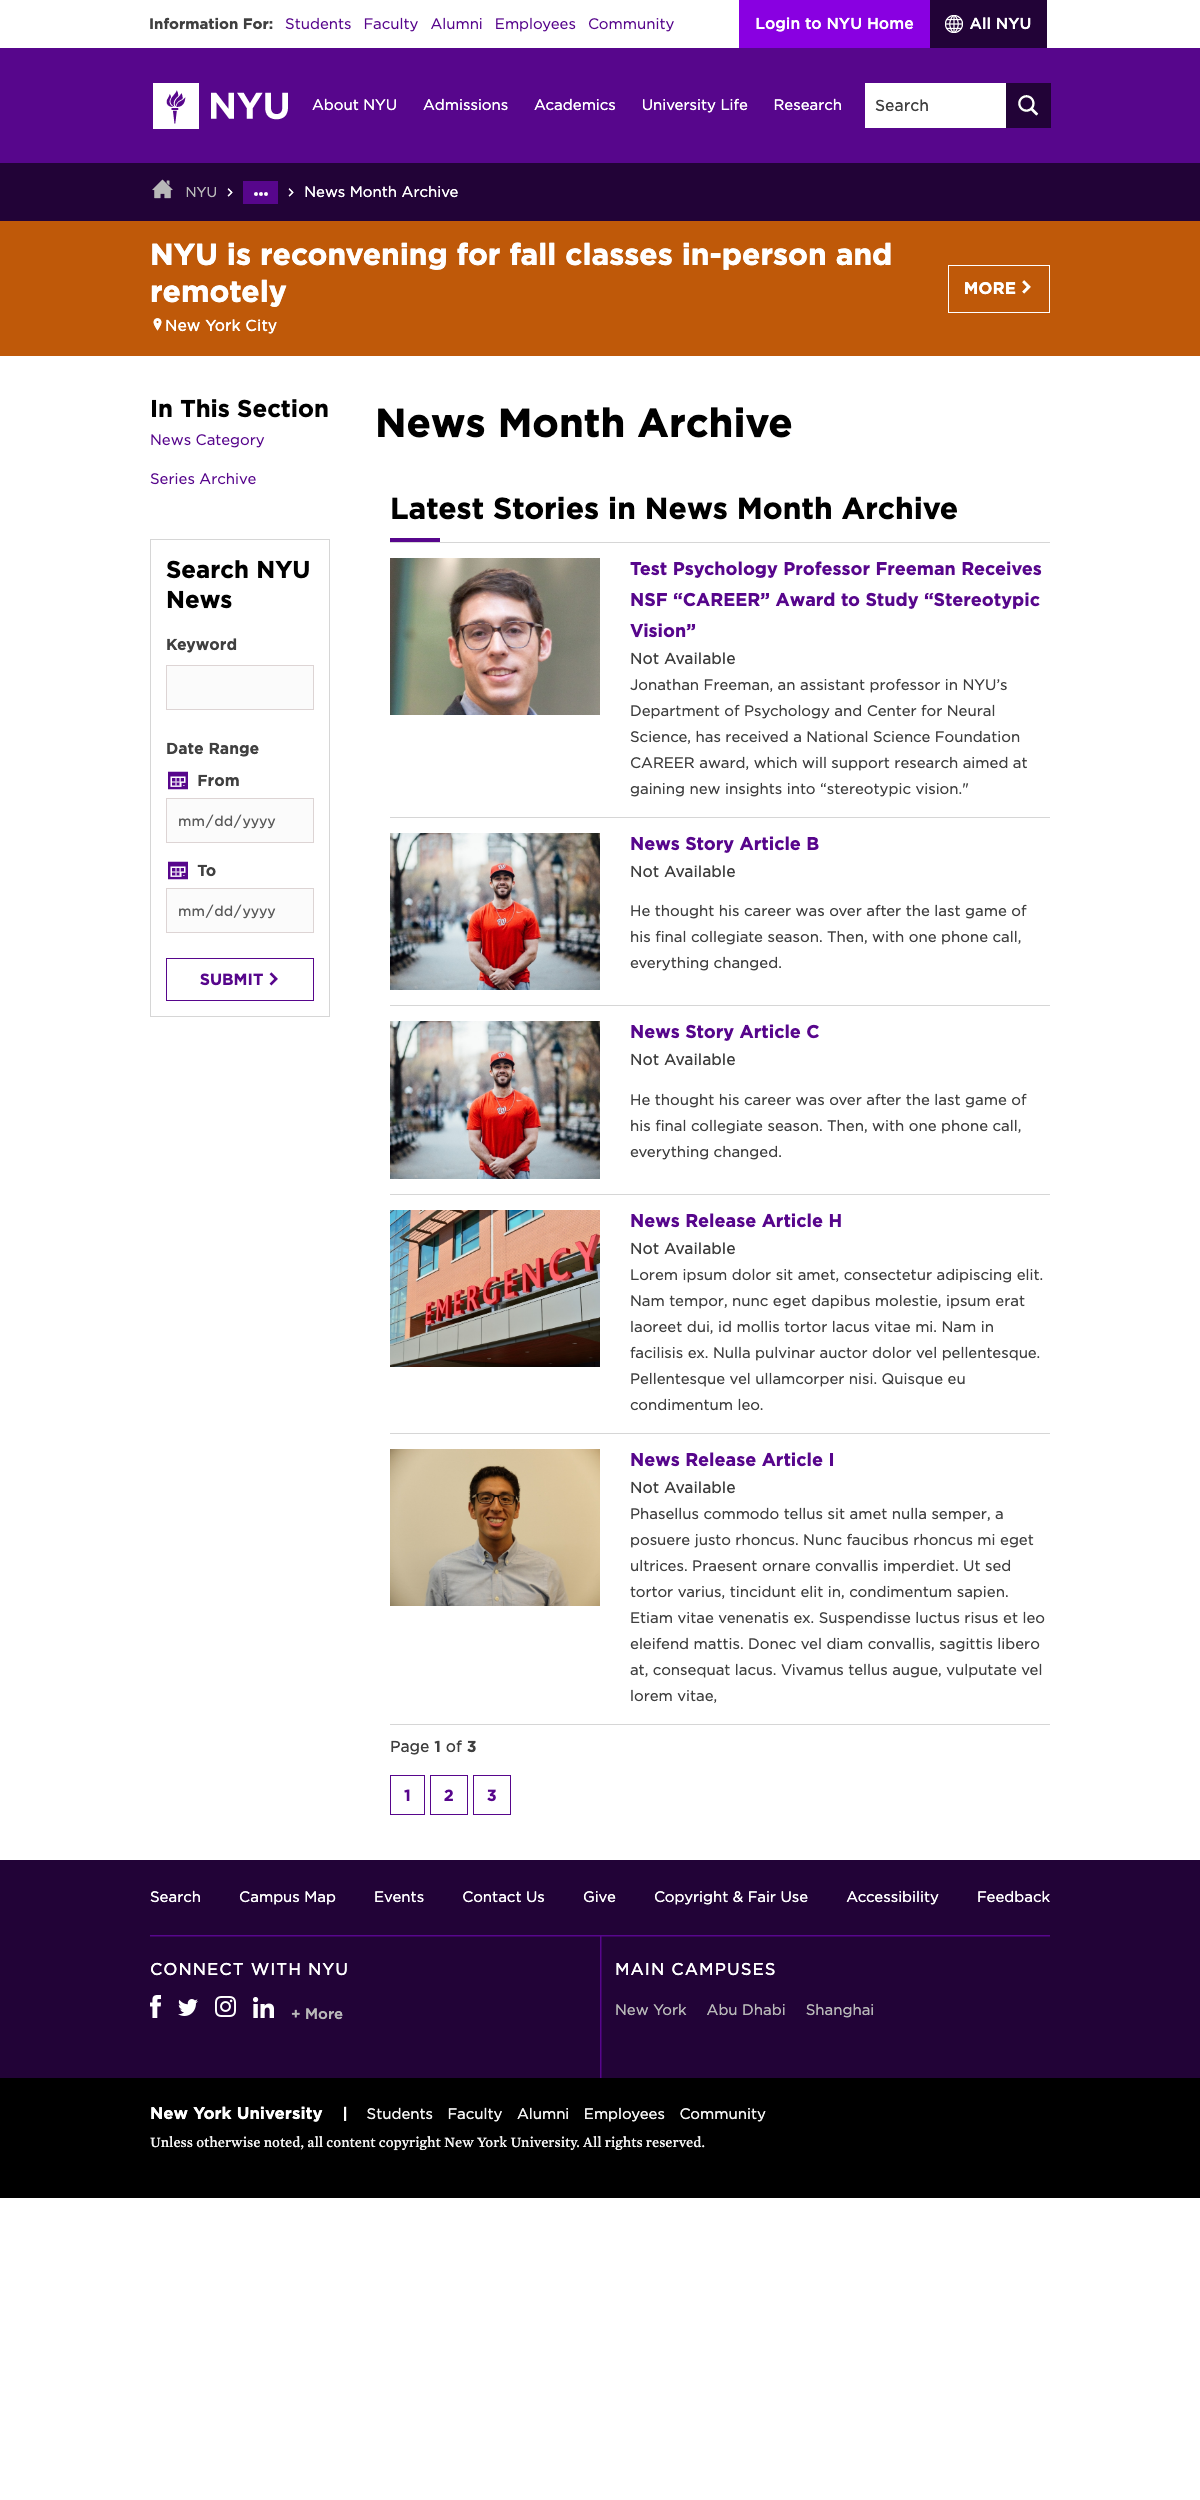 Information For: Students Faculty Alumni Employees Community
Login to NYU Home
All NYU
NYU
About NYU Admissions Academics University Life Research
Search
NYU › ••• › News Month Archive
NYU is reconvening for fall classes in-person and
remotely
New York City
MORE
In This Section
News Category
Series Archive
Search NYU
News
Keyword
Date Range
From
mm/dd/yyyy
To
mm/dd/yyyy
SUBMIT
News Month Archive
Latest Stories in News Month Archive
Test Psychology Professor Freeman Receives
NSF “CAREER” Award to Study “Stereotypic
Vision”
Not Available
Jonathan Freeman, an assistant professor in NYU’s
Department of Psychology and Center for Neural
Science, has received a National Science Foundation
CAREER award, which will support research aimed at
gaining new insights into “stereotypic vision."
News Story Article B
Not Available
He thought his career was over after the last game of
his final collegiate season. Then, with one phone call,
everything changed.
News Story Article C
Not Available
He thought his career was over after the last game of
his final collegiate season. Then, with one phone call,
everything changed.
EMERGENCY
News Release Article H
Not Available
Lorem ipsum dolor sit amet, consectetur adipiscing elit.
Nam tempor, nunc eget dapibus molestie, ipsum erat
laoreet dui, id mollis tortor lacus vitae mi. Nam in
facilisis ex. Nulla pulvinar auctor dolor vel pellentesque.
Pellentesque vel ullamcorper nisi. Quisque eu
condimentum leo.
News Release Article I
Not Available
Phasellus commodo tellus sit amet nulla semper, a
posuere justo rhoncus. Nunc faucibus rhoncus mi eget
ultrices. Praesent ornare convallis imperdiet. Ut sed
tortor varius, tincidunt elit in, condimentum sapien.
Etiam vitae venenatis ex. Suspendisse luctus risus et leo
eleifend mattis. Donec vel diam convallis, sagittis libero
at, consequat lacus. Vivamus tellus augue, vulputate vel
lorem vitae,
Page 1 of 3
1 2 3
Search Campus Map Events Contact Us Give Copyright & Fair Use Accessibility Feedback
CONNECT WITH NYU
+ More
MAIN CAMPUSES
New York Abu Dhabi Shanghai
New York University | Students Faculty Alumni Employees Community
Unless otherwise noted, all content copyright New York University. All rights reserved.